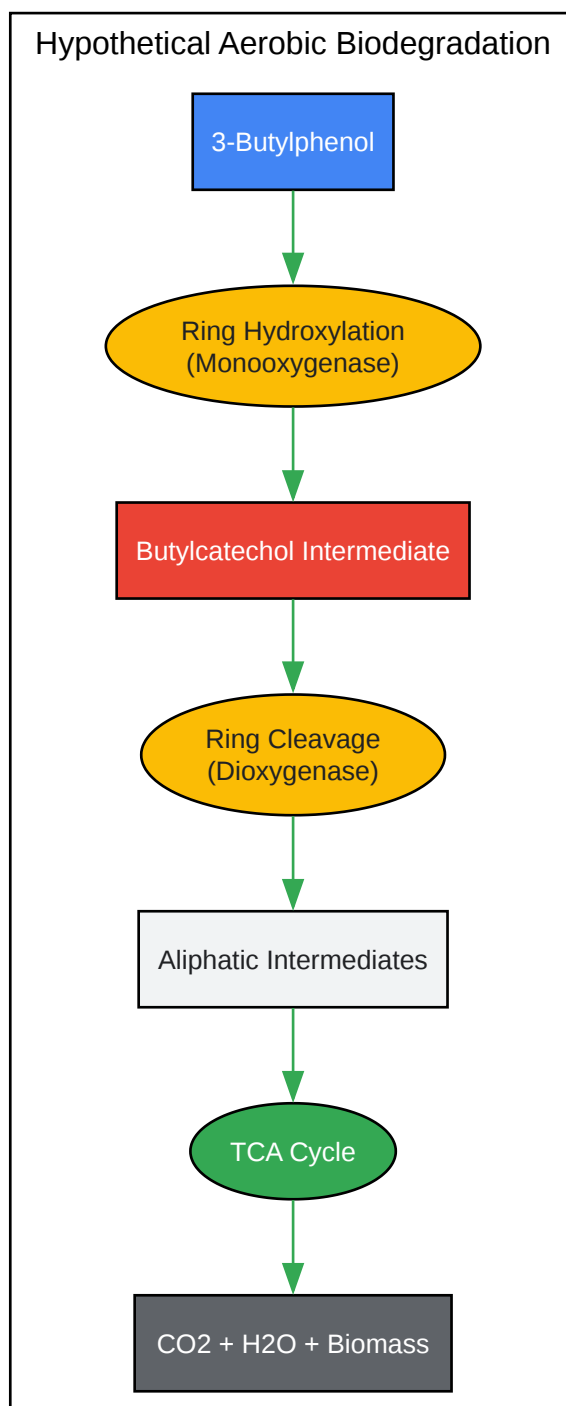 Hypothetical Aerobic Biodegradation
3-Butylphenol
Ring Hydroxylation
(Monooxygenase)
Butylcatechol Intermediate
Ring Cleavage
(Dioxygenase)
Aliphatic Intermediates
TCA Cycle
CO2 + H2O + Biomass